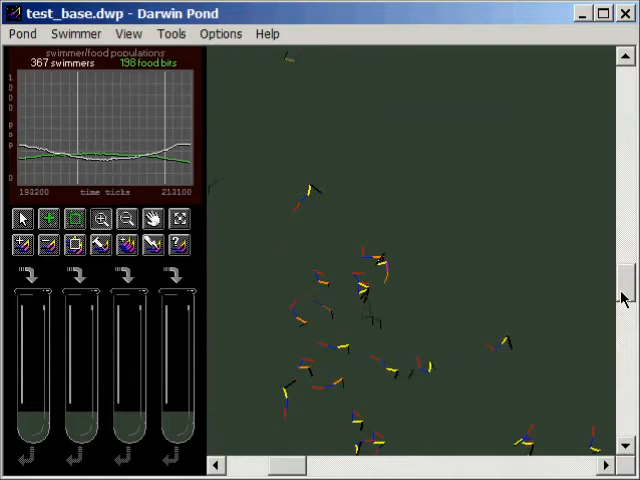 test_base.dwp - Darwin Pond
Pond Swimmer View Tools Options Help
swimmer/food populations
367 swimmers 198 food bits
193200 time ticks 213100